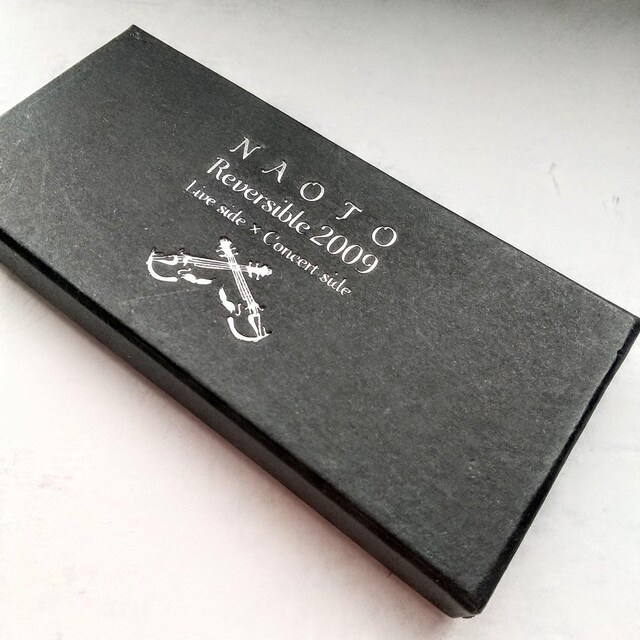 NAOTO
Reversible 2009
Live side × Concert side